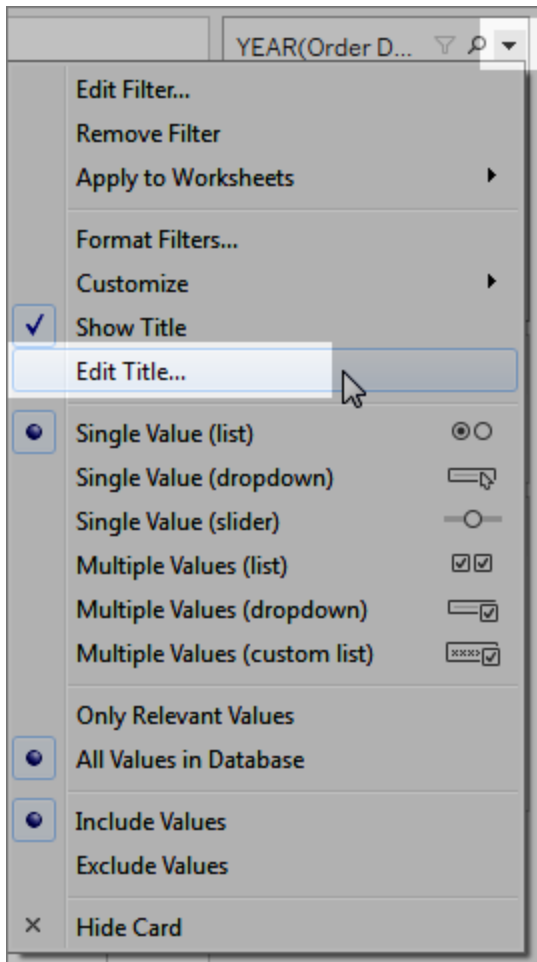 YEAR(Order D...
Edit Filter...
Remove Filter
Apply to Worksheets
Format Filters...
Customize
Show Title
Edit Title...
Single Value (list)
Single Value (dropdown)
Single Value (slider)
Multiple Values (list)
Multiple Values (dropdown)
Multiple Values (custom list)
Only Relevant Values
All Values in Database
Include Values
Exclude Values
Hide Card